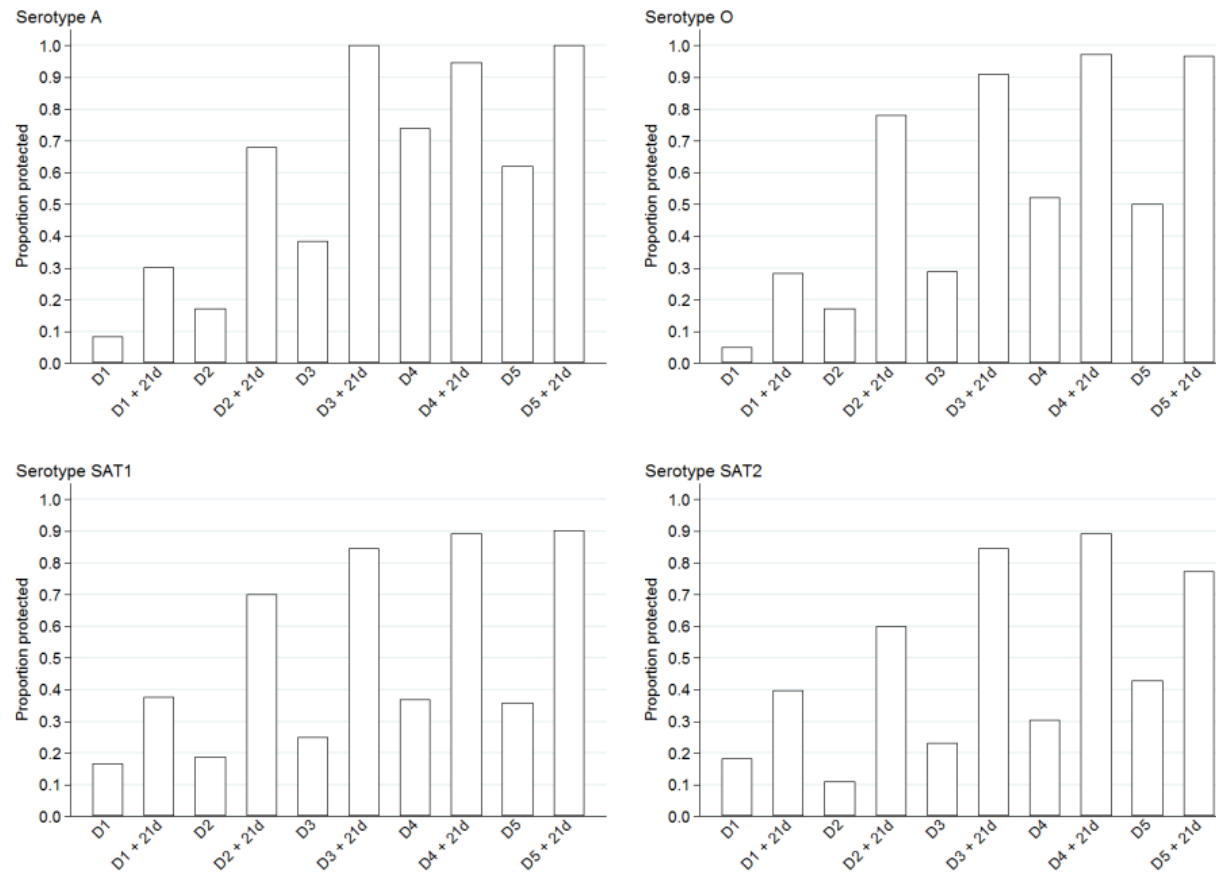 Serotype A
Proportion protected
1.0
0.9
0.8
0.7
0.6
0.5
0.4
0.3
0.2
0.1
0.0
D1
D1 + 21d
D2
D2 + 21d
D3
D3 + 21d
D4
D4 + 21d
D5
D5 + 21d
Serotype O
Proportion protected
1.0
0.9
0.8
0.7
0.6
0.5
0.4
0.3
0.2
0.1
0.0
D1
D1 + 21d
D2
D2 + 21d
D3
D3 + 21d
D4
D4 + 21d
D5
D5 + 21d
Serotype SAT1
Proportion protected
1.0
0.9
0.8
0.7
0.6
0.5
0.4
0.3
0.2
0.1
0.0
D1
D1 + 21d
D2
D2 + 21d
D3
D3 + 21d
D4
D4 + 21d
D5
D5 + 21d
Serotype SAT2
Proportion protected
1.0
0.9
0.8
0.7
0.6
0.5
0.4
0.3
0.2
0.1
0.0
D1
D1 + 21d
D2
D2 + 21d
D3
D3 + 21d
D4
D4 + 21d
D5
D5 + 21d